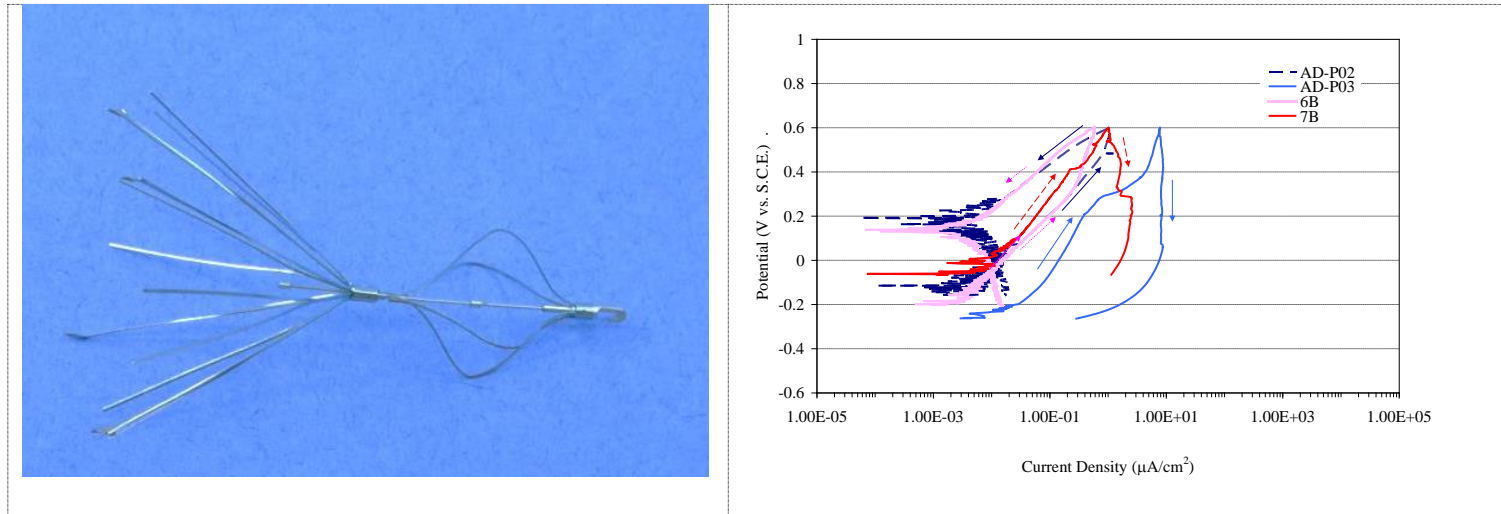 1
0.8
0.6
0.4
0.2
0
-0.2
-0.4
-0.6
Potential (V vs. S.C.E.) .
AD-P02
AD-P03
6B
7B
1.00E-05 1.00E-03 1.00E-01 1.00E+01 1.00E+03 1.00E+05
Current Density (μA/cm²)